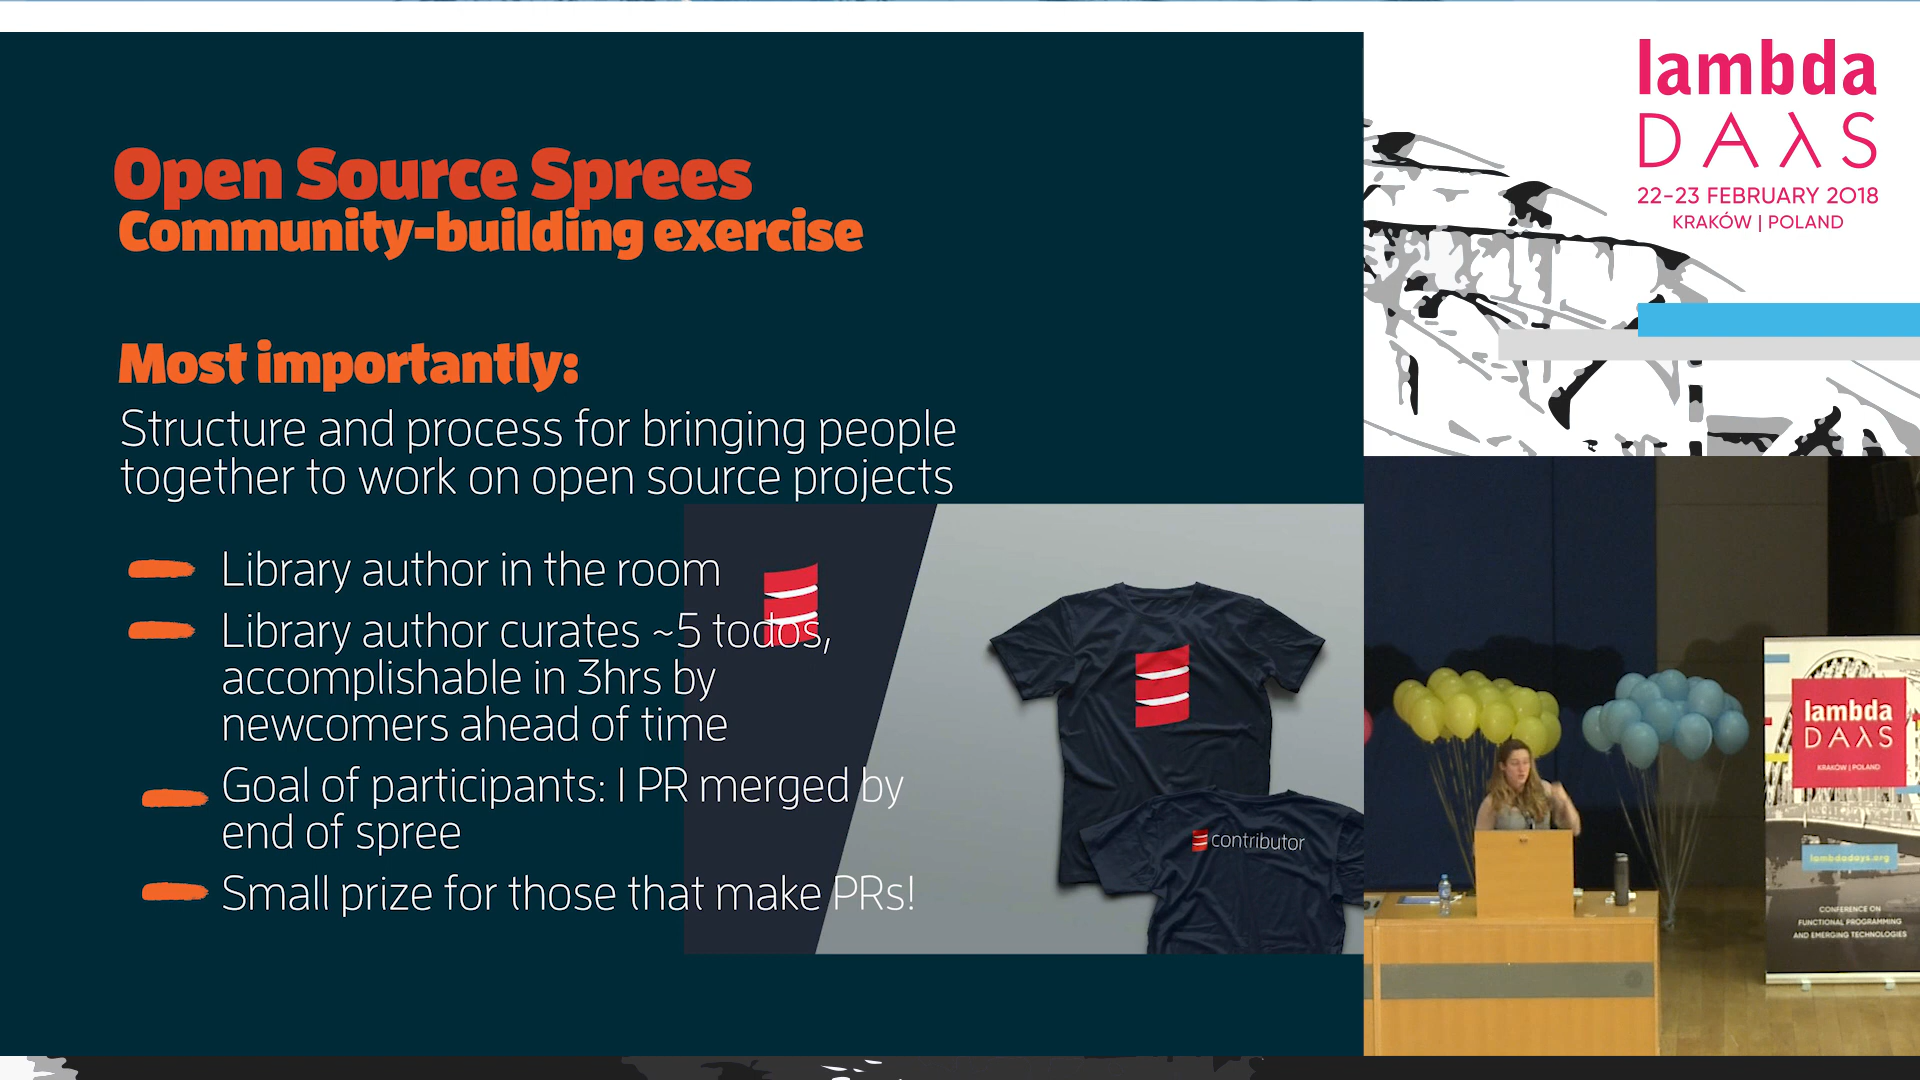 Open Source Sprees
Community-building exercise
Most importantly:
Structure and process for bringing people
together to work on open source projects
Library author in the room
Library author curates ~5 todos,
accomplishable in 3hrs by
newcomers ahead of time
Goal of participants: 1 PR merged by
end of spree
Small prize for those that make PRs!
contributor
lambda
DAλS
22-23 FEBRUARY 2018
KRAKÓW | POLAND
lambda
DAλS
KRAKÓW | POLAND
lambdadays.org
CONFERENCE ON
FUNCTIONAL PROGRAMMING
AND EMERGING TECHNOLOGIES